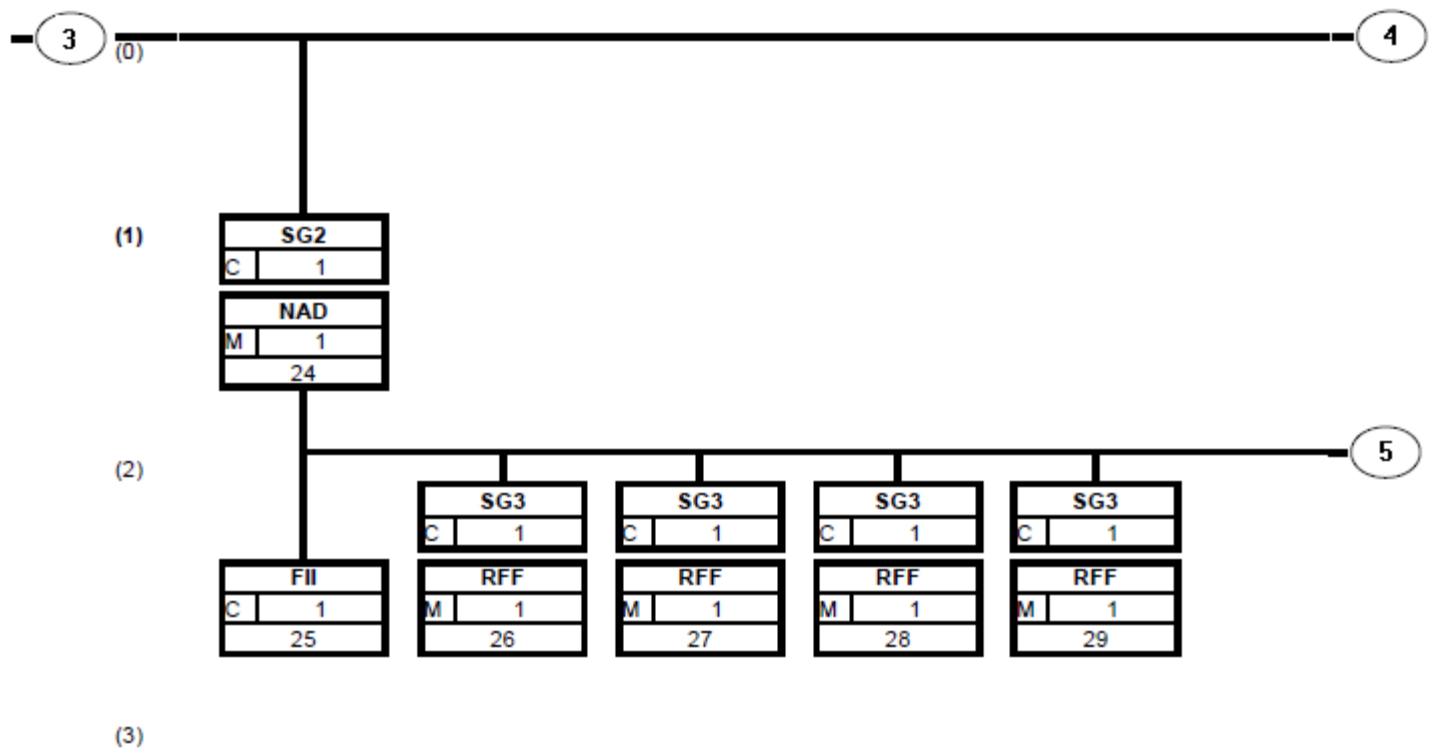 3
(0)
4
(1)
SG2
C 1
NAD
M 1
24
5
(2)
SG3 SG3 SG3 SG3
C 1 C 1 C 1 C 1
FII RFF RFF RFF RFF
C 1 M 1 M 1 M 1 M 1
25 26 27 28 29
(3)